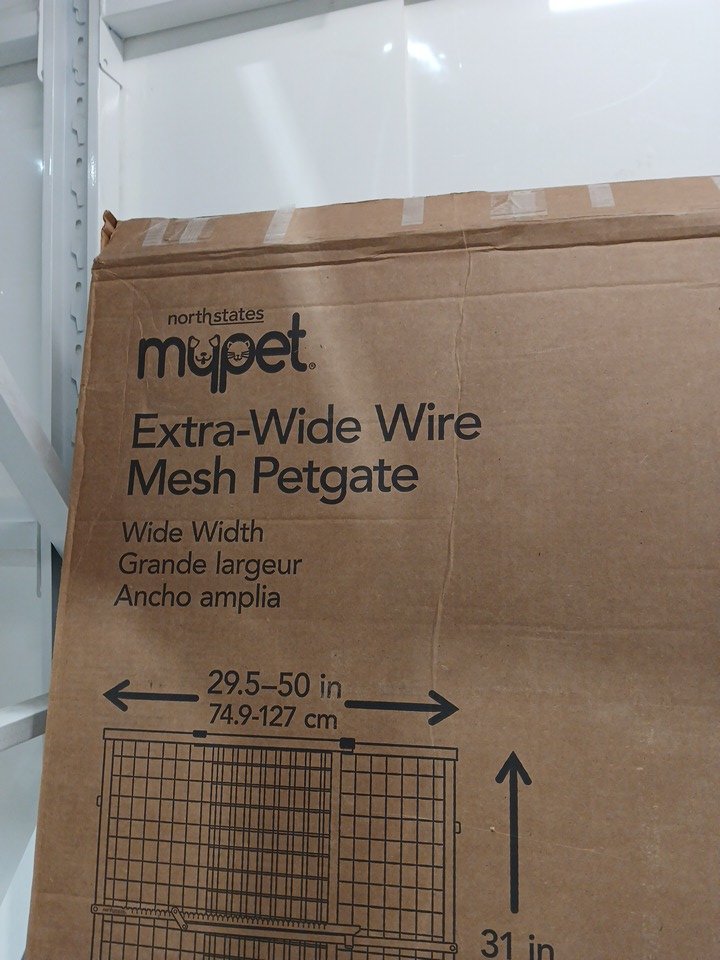 northstates
mypet®
Extra-Wide Wire
Mesh Petgate
Wide Width
Grande largeur
Ancho amplia
29.5–50 in
74.9-127 cm
31 in